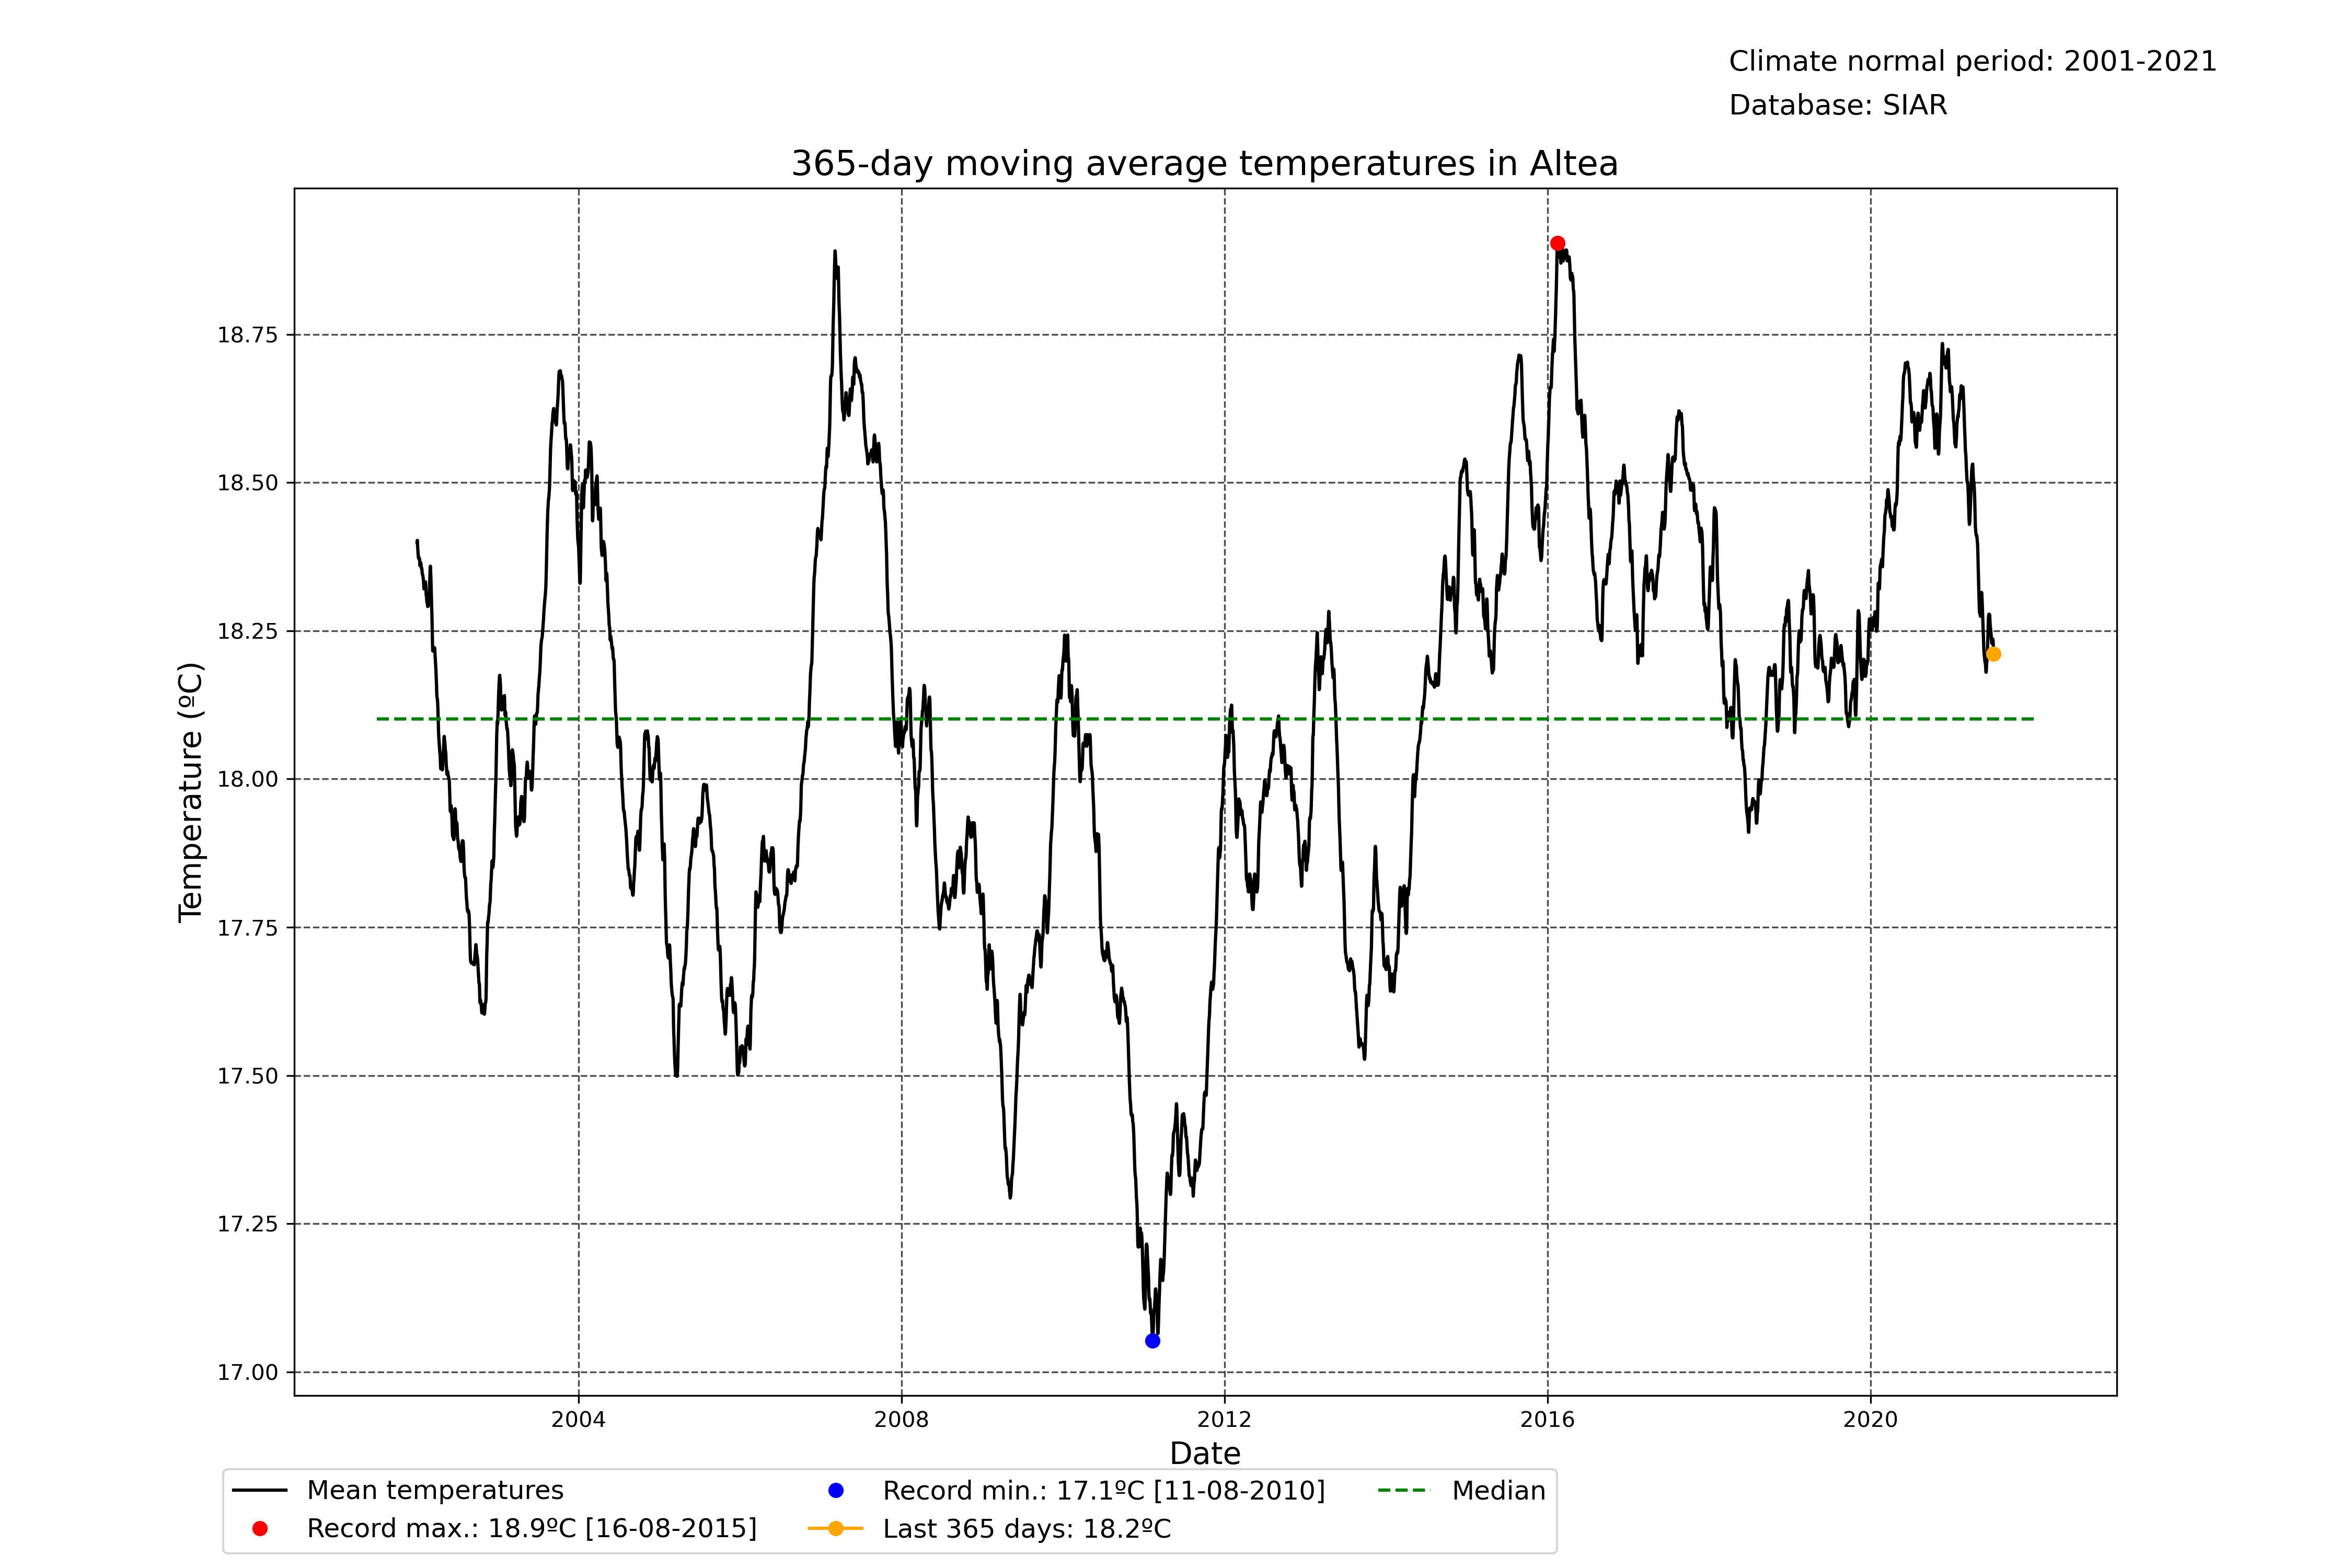 Climate normal period: 2001-2021
Database: SIAR
365-day moving average temperatures in Altea
Temperature (ºC)
18.75
18.50
18.25
18.00
17.75
17.50
17.25
17.00
2004 2008 2012 2016 2020
Date
Mean temperatures
Record max.: 18.9ºC [16-08-2015]
Record min.: 17.1ºC [11-08-2010]
Last 365 days: 18.2ºC
Median